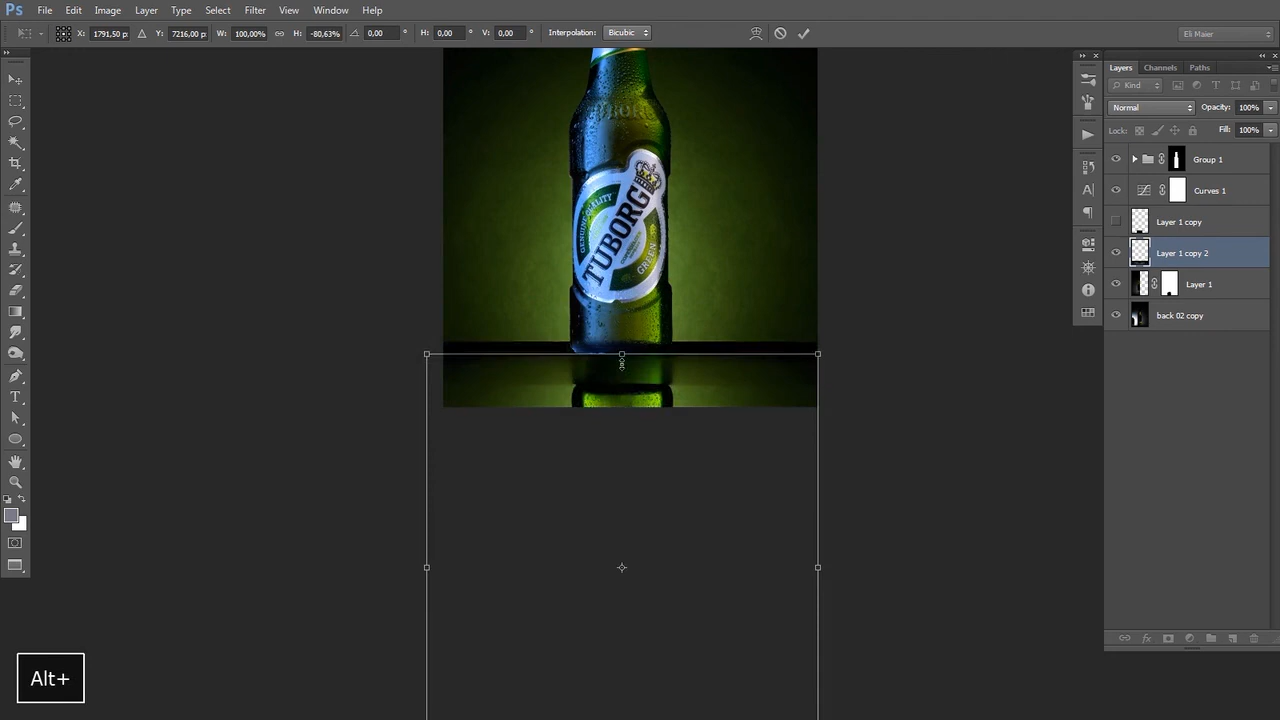 Ps File Edit Image Layer Type Select Filter View Window Help
X: 1791,50 p: Y: 7216,00 p: W: 100,00% H: -80,63% 0,00 ° H: 0,00 ° V: 0,00 ° Interpolation: Bicubic Eli Maier
Layers Channels Paths
Kind
Normal Opacity: 100%
Lock: Fill: 100%
Group 1
Curves 1
Layer 1 copy
Layer 1 copy 2
Layer 1
back 02 copy
GENUINE QUALITY
TUBORG
GREEN
Alt+